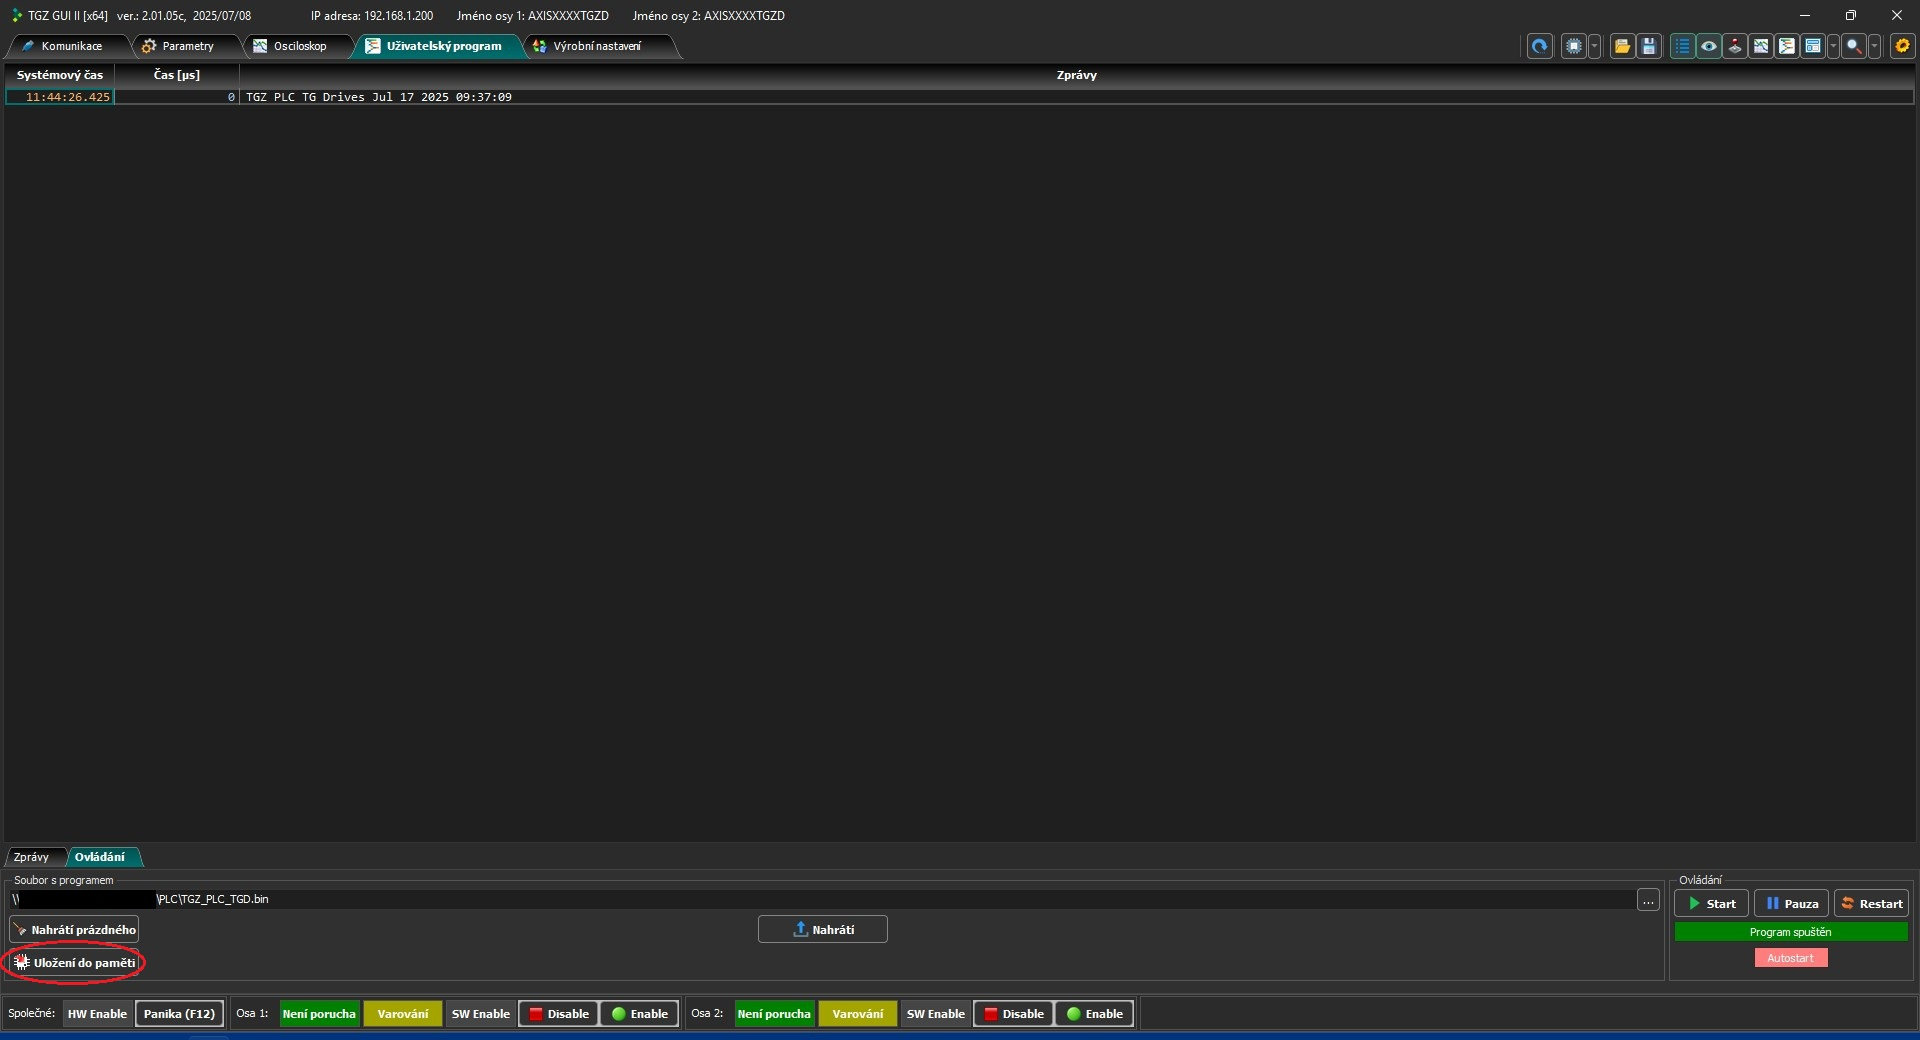 TGZ GUI II [x64] ver.: 2.01.05c, 2025/07/08 IP adresa: 192.168.1.200 Jméno osy 1: AXISXXXXTGZD Jméno osy 2: AXISXXXXTGZD
Komunikace Parametry Osciloskop Uživatelský program Výrobní nastavení
Systémový čas Čas [µs] Zprávy
11:44:26.425 0 TGZ PLC TG Drives Jul 17 2025 09:37:09
Zprávy Ovládání
Soubor s programem
\\ \PLC\TGZ_PLC_TGD.bin ...
Nahrátí prázdného Nahrátí
Uložení do paměti
Ovládání
Start Pauza Restart
Program spuštěn
Autostart
Společné: HW Enable Panika (F12) Osa 1: Není porucha Varování SW Enable Disable Enable Osa 2: Není porucha Varování SW Enable Disable Enable